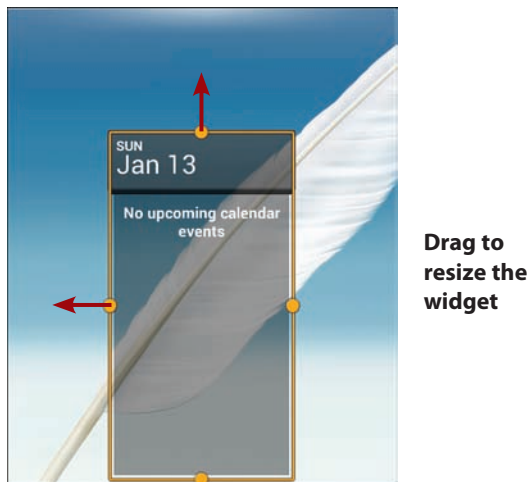 SUN
Jan 13
No upcoming calendar
events
Drag to
resize the
widget